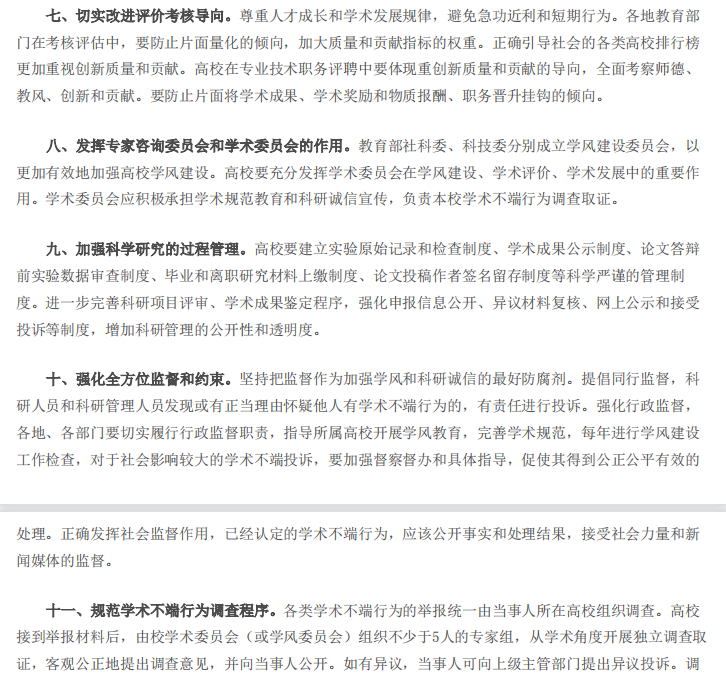 七、切实改进评价考核导向。尊重人才成长和学术发展规律，避免急功近利和短期行为。各地教育部
门在考核评估中，要防止片面量化的倾向，加大质量和贡献指标的权重。正确引导社会的各类高校排行榜
更加重视创新质量和贡献。高校在专业技术职务评聘中要体现重创新质量和贡献的导向，全面考察师德、
教风、创新和贡献。要防止片面将学术成果、学术奖励和物质报酬、职务晋升挂钩的倾向。
八、发挥专家咨询委员会和学术委员会的作用。教育部社科委、科技委分别成立学风建设委员会，以
更加有效地加强高校学风建设。高校要充分发挥学术委员会在学风建设、学术评价、学术发展中的重要作
用。学术委员会应积极承担学术规范教育和科研诚信宣传，负责本校学术不端行为调查取证。
九、加强科学研究的过程管理。高校要建立实验原始记录和检查制度、学术成果公示制度、论文答辩
前实验数据审查制度、毕业和离职研究材料上缴制度、论文投稿作者签名留存制度等科学严谨的管理制
度。进一步完善科研项目评审、学术成果鉴定程序，强化申报信息公开、异议材料复核、网上公示和接受
投诉等制度，增加科研管理的公开性和透明度。
十、强化全方位监督和约束。坚持把监督作为加强学风和科研诚信的最好防腐剂。提倡同行监督，科
研人员和科研管理人员发现或有正当理由怀疑他人有学术不端行为的，有责任进行投诉。强化行政监督，
各地、各部门要切实履行行政监督职责，指导所属高校开展学风教育，完善学术规范，每年进行学风建设
工作检查，对于社会影响较大的学术不端投诉，要加强督察督办和具体指导，促使其得到公正公平有效的
处理。正确发挥社会监督作用，已经认定的学术不端行为，应该公开事实和处理结果，接受社会力量和新
闻媒体的监督。
十一、规范学术不端行为调查程序。各类学术不端行为的举报统一由当事人所在高校组织调查。高校
接到举报材料后，由校学术委员会（或学风委员会）组织不少于5人的专家组，从学术角度开展独立调查取
证，客观公正地提出调查意见，并向当事人公开。如有异议，当事人可向上级主管部门提出异议投诉。调